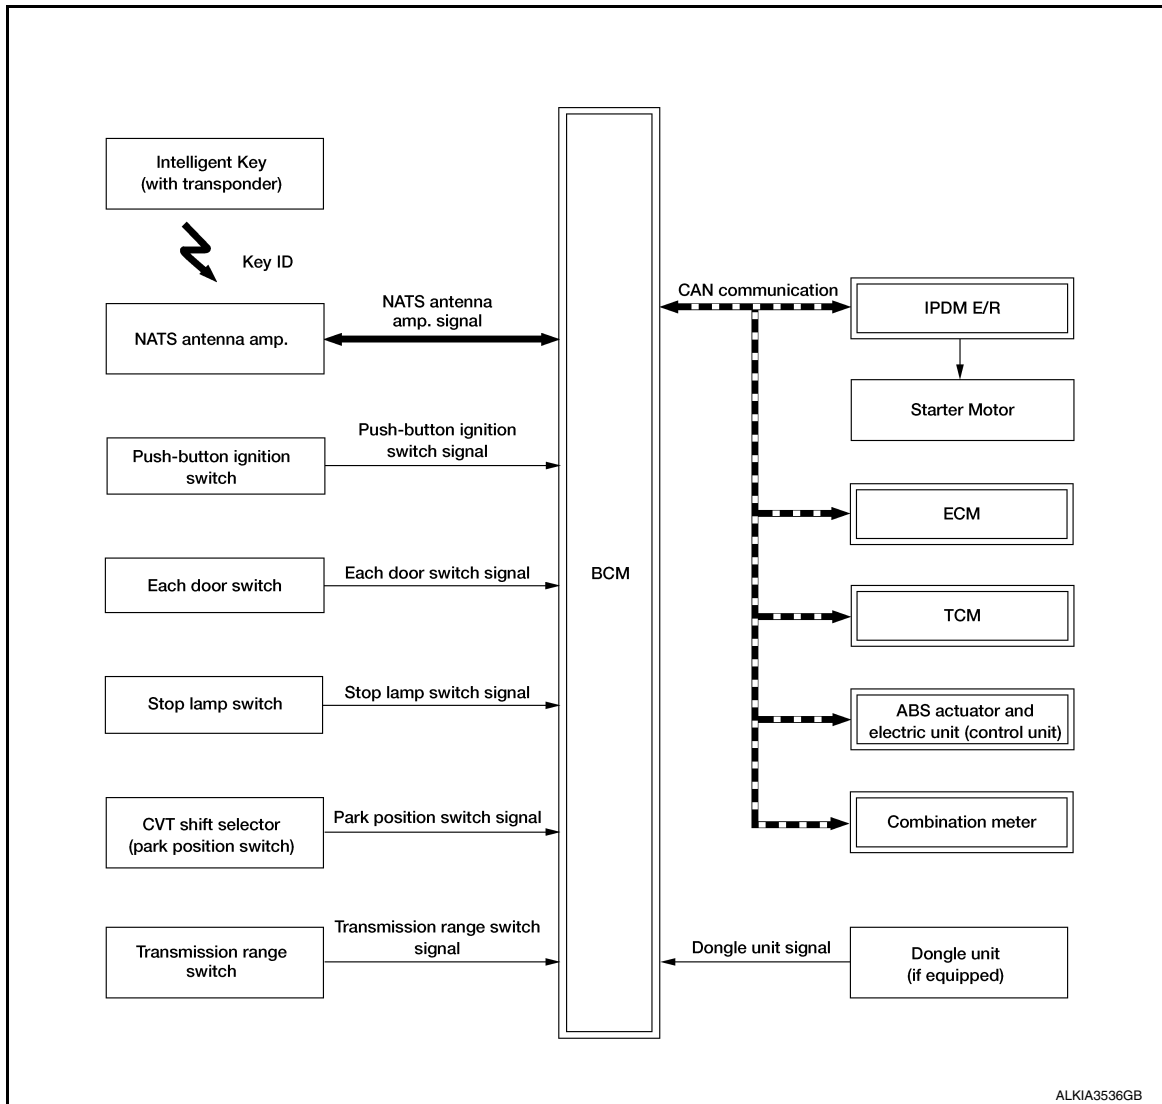 Intelligent Key
(with transponder)
Key ID
NATS antenna amp.
NATS antenna
amp. signal
Push-button ignition
switch
Push-button ignition
switch signal
Each door switch
Each door switch signal
Stop lamp switch
Stop lamp switch signal
CVT shift selector
(park position switch)
Park position switch signal
Transmission range
switch
Transmission range switch
signal
BCM
CAN communication
IPDM E/R
Starter Motor
ECM
TCM
ABS actuator and
electric unit (control unit)
Combination meter
Dongle unit signal
Dongle unit
(if equipped)
ALKIA3536GB